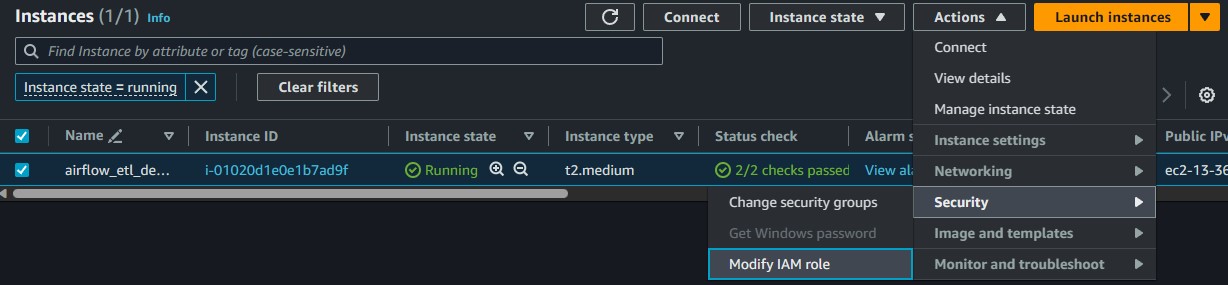 Instances (1/1) Info
Connect
Instance state
Actions
Launch instances
Find Instance by attribute or tag (case-sensitive)
Instance state = running
Clear filters
Connect
View details
Manage instance state
Instance settings
Networking
Security
Image and templates
Monitor and troubleshoot
Change security groups
Get Windows password
Modify IAM role
Name
Instance ID
Instance state
Instance type
Status check
Alarm s
Public IPv
airflow_etl_de...
i-01020d1e0e1b7ad9f
Running
t2.medium
2/2 checks passed
View ala
ec2-13-36